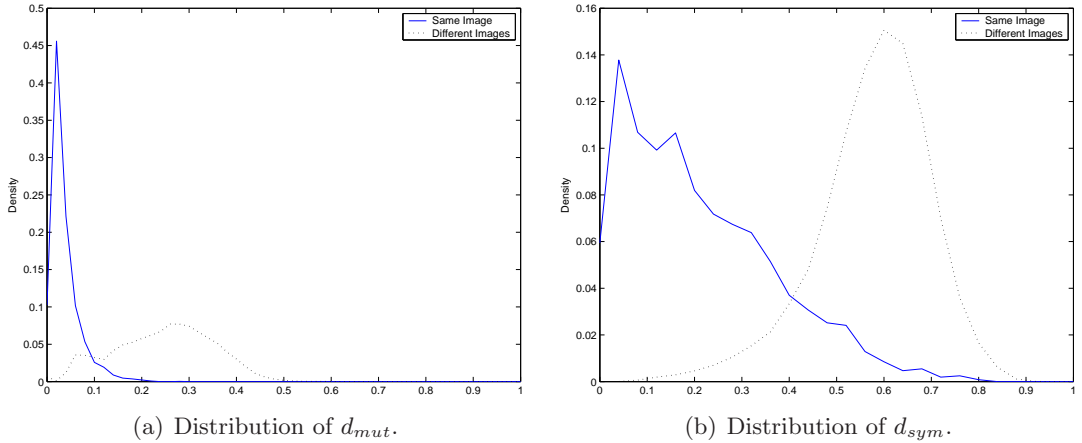 Same Image
Different Images
Density
0.5
0.45
0.4
0.35
0.3
0.25
0.2
0.15
0.1
0.05
0
0 0.1 0.2 0.3 0.4 0.5 0.6 0.7 0.8 0.9 1
(a) Distribution of d_mut.
Same Image
Different Images
Density
0.16
0.14
0.12
0.1
0.08
0.06
0.04
0.02
0
0 0.1 0.2 0.3 0.4 0.5 0.6 0.7 0.8 0.9 1
(b) Distribution of d_sym.